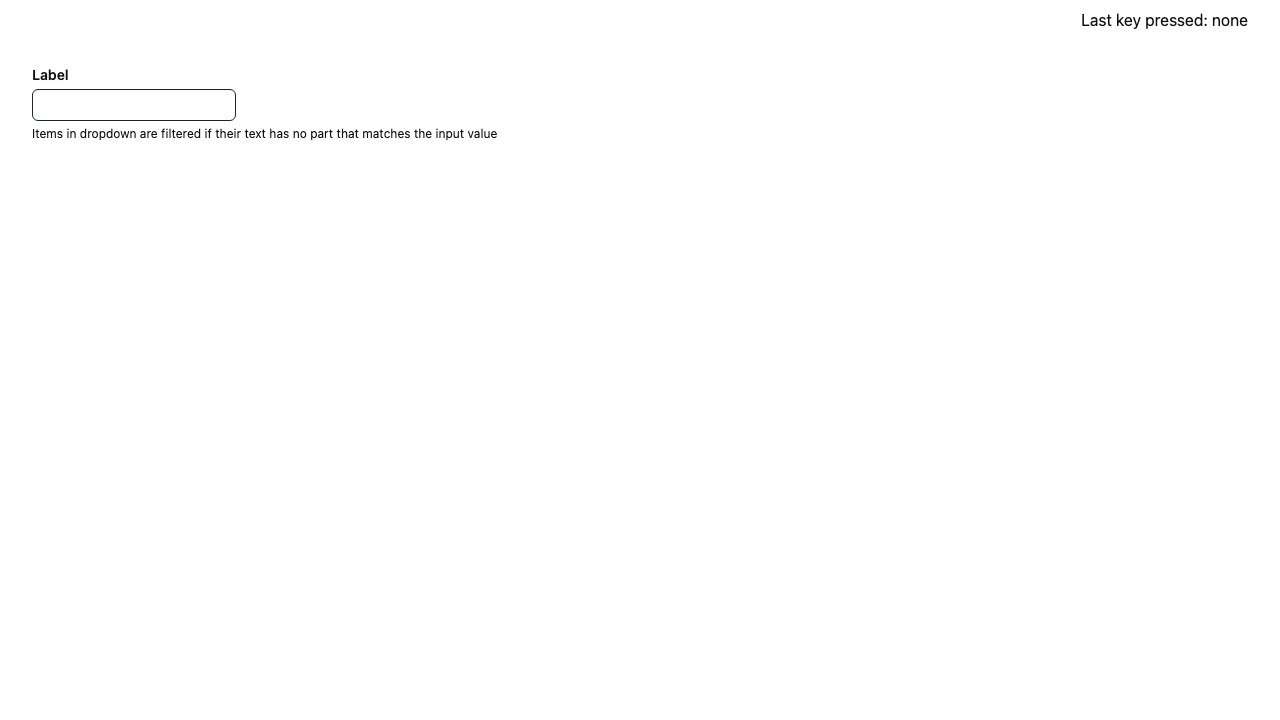 Last key pressed: none
Label
Items in dropdown are filtered if their text has no part that matches the input value